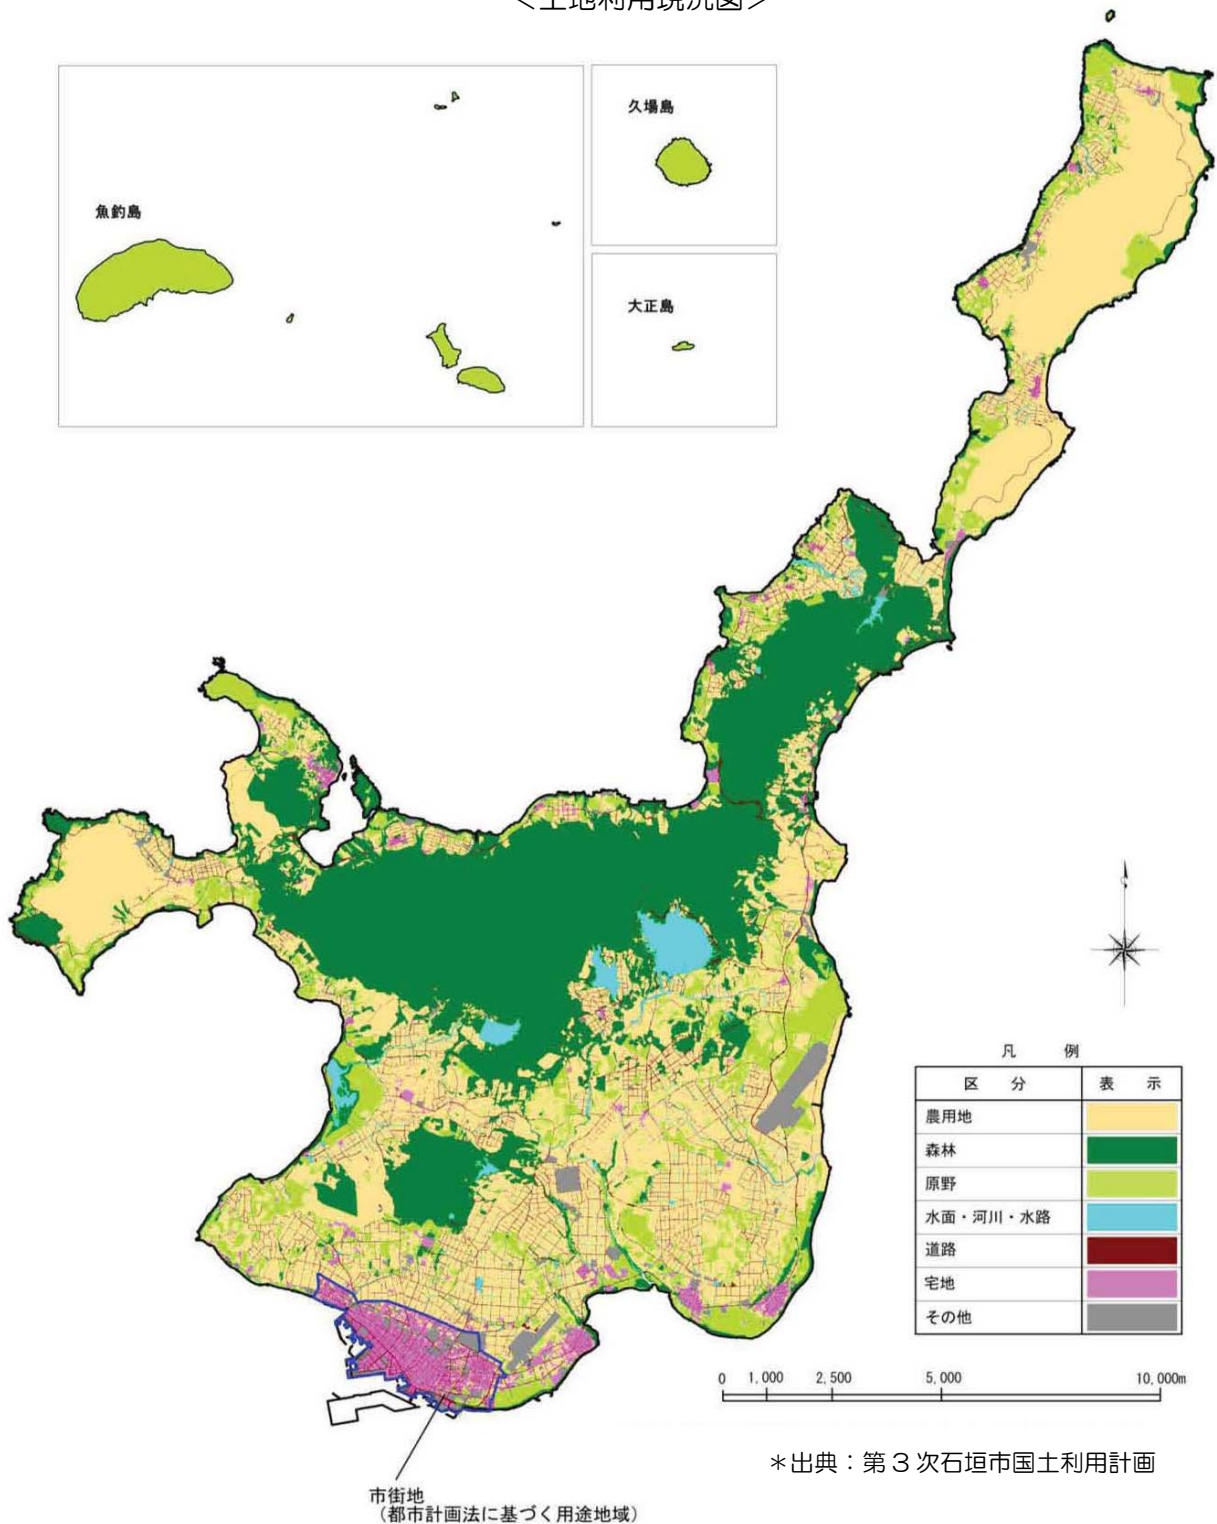 ＜土地利用現況図＞
久場島
魚釣島
大正島
凡　例
区　分　表　示
農用地
森林
原野
水面・河川・水路
道路
宅地
その他
0　1,000　2,500　5,000　10,000m
＊出典：第３次石垣市国土利用計画
市街地
（都市計画法に基づく用途地域）